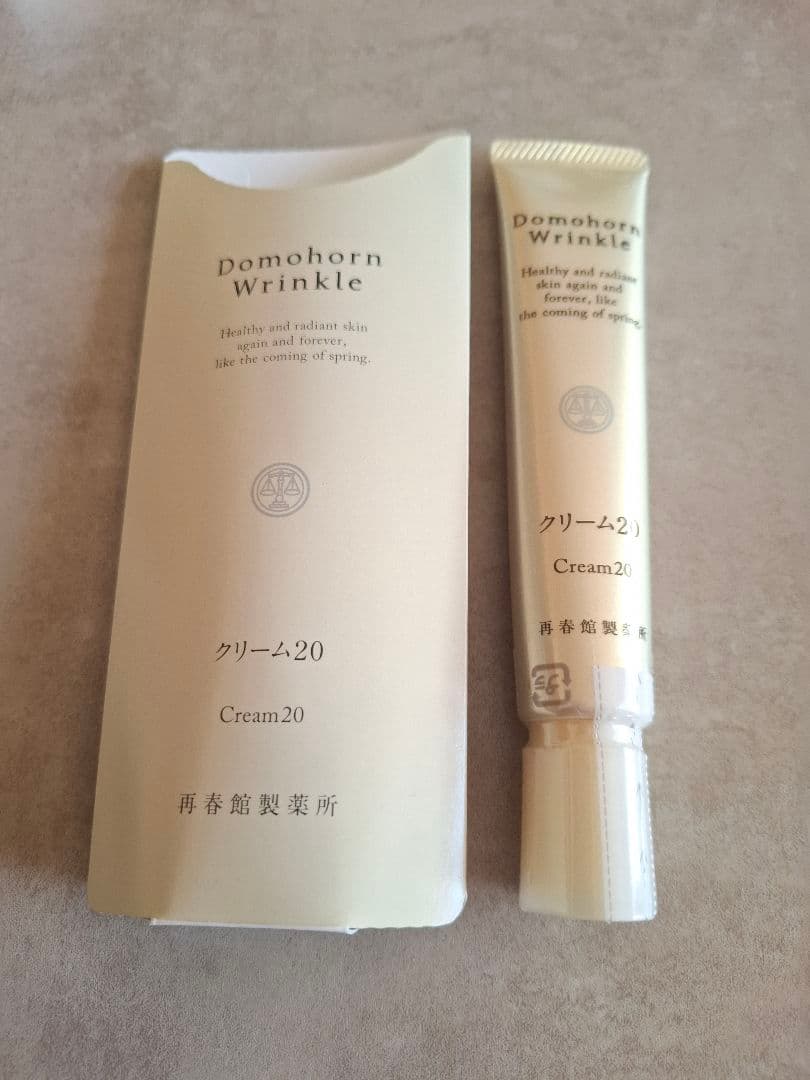 Domohorn
Wrinkle
Healthy and radiant skin
again and forever,
like the coming of spring.
クリーム20
Cream20
再春館製薬所
Domohorn
Wrinkle
Healthy and radiant
skin again and
forever, like
the coming of spring.
クリーム20
Cream20
再春館製薬所
プラ